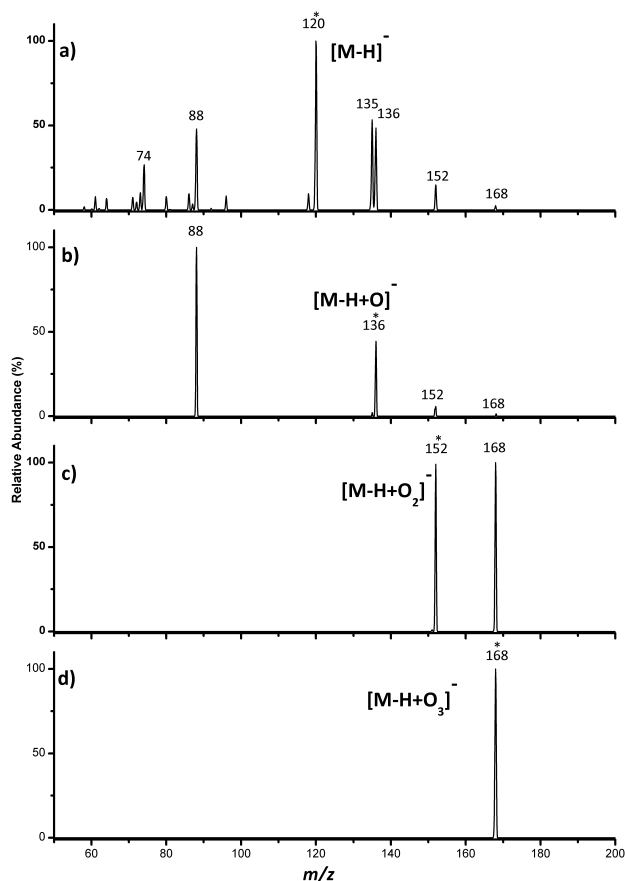 a)
*
120
[M-H]-
100
135
136
88
50
74
152
168
0
b)
88
100
[M-H+O]-
*
136
50
152
168
0
Relative Abundance (%)
c)
*
152
168
100
[M-H+O2]-
50
0
d)
*
168
100
[M-H+O3]-
50
0
60 80 100 120 140 160 180 200
m/z